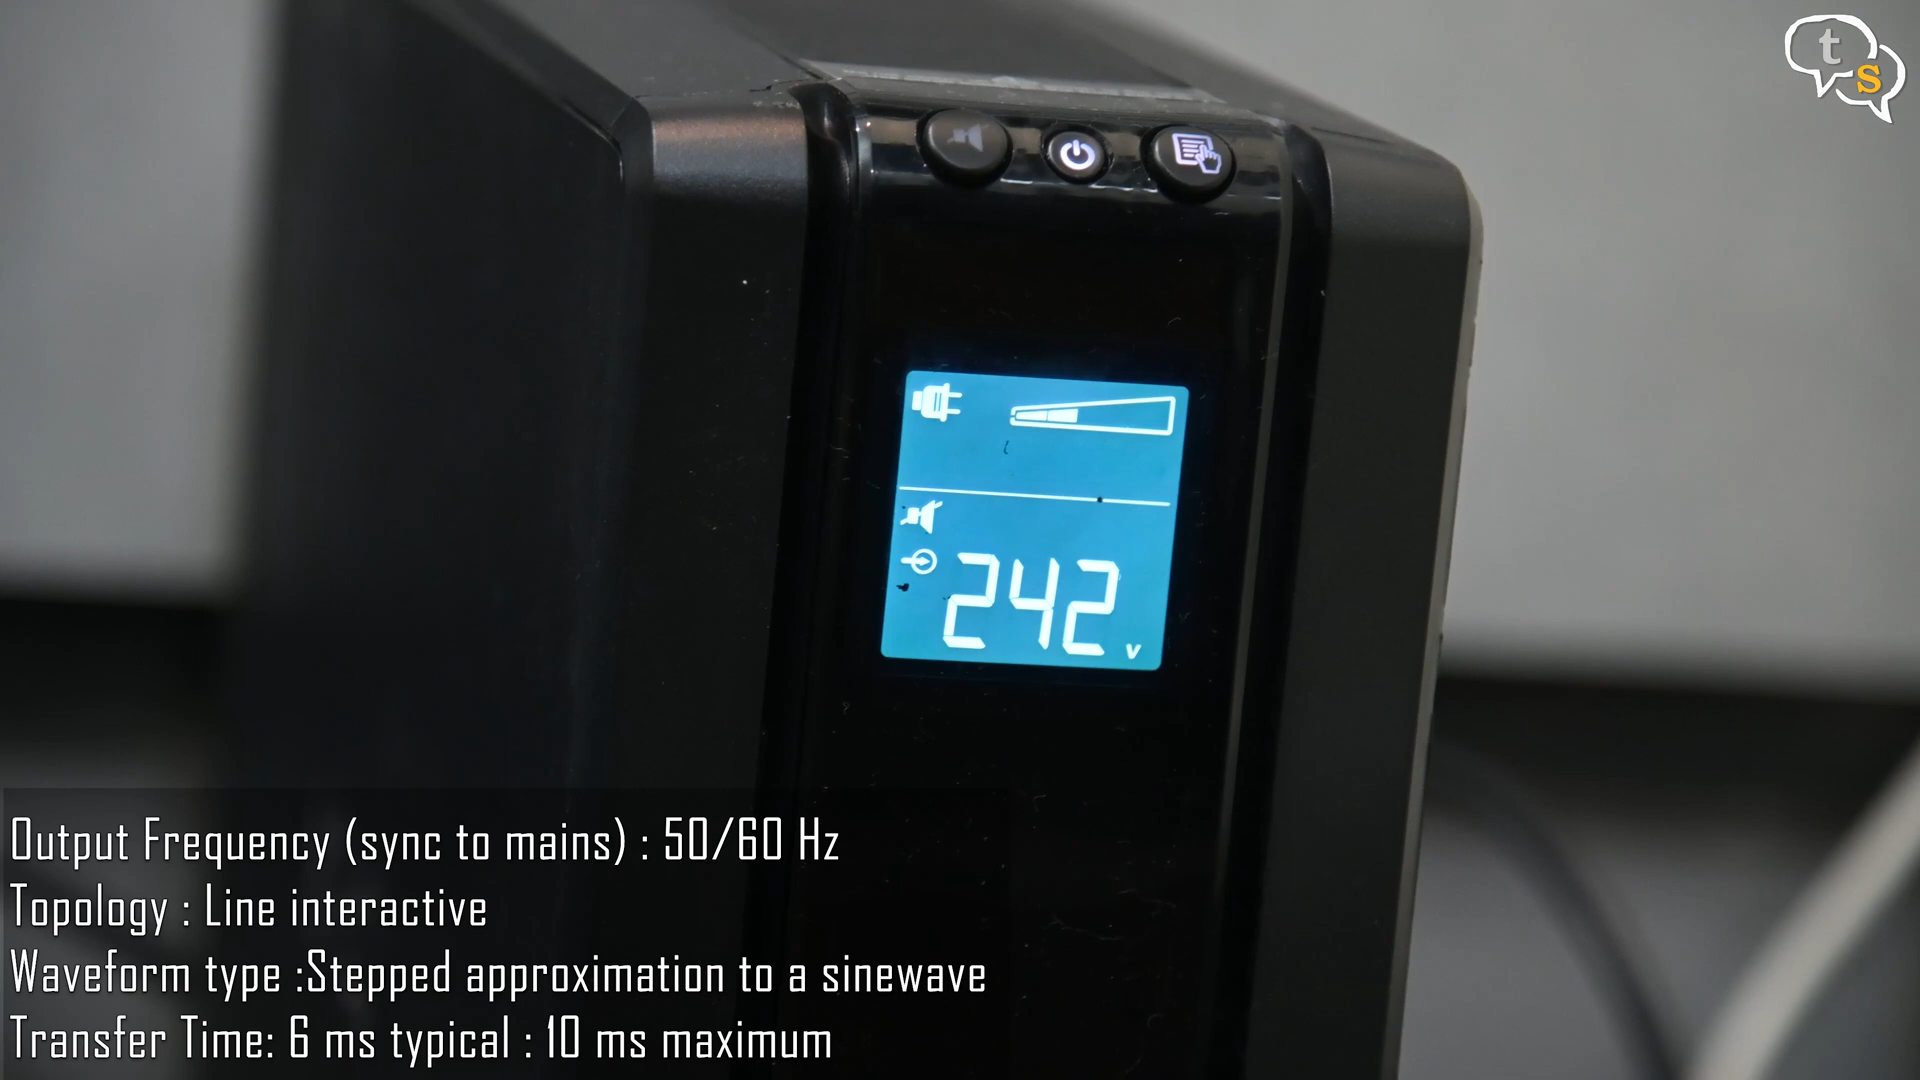 t
s
242
v
Output Frequency (sync to mains) : 50/60 Hz
Topology : Line interactive
Waveform type :Stepped approximation to a sinewave
Transfer Time: 6 ms typical : 10 ms maximum